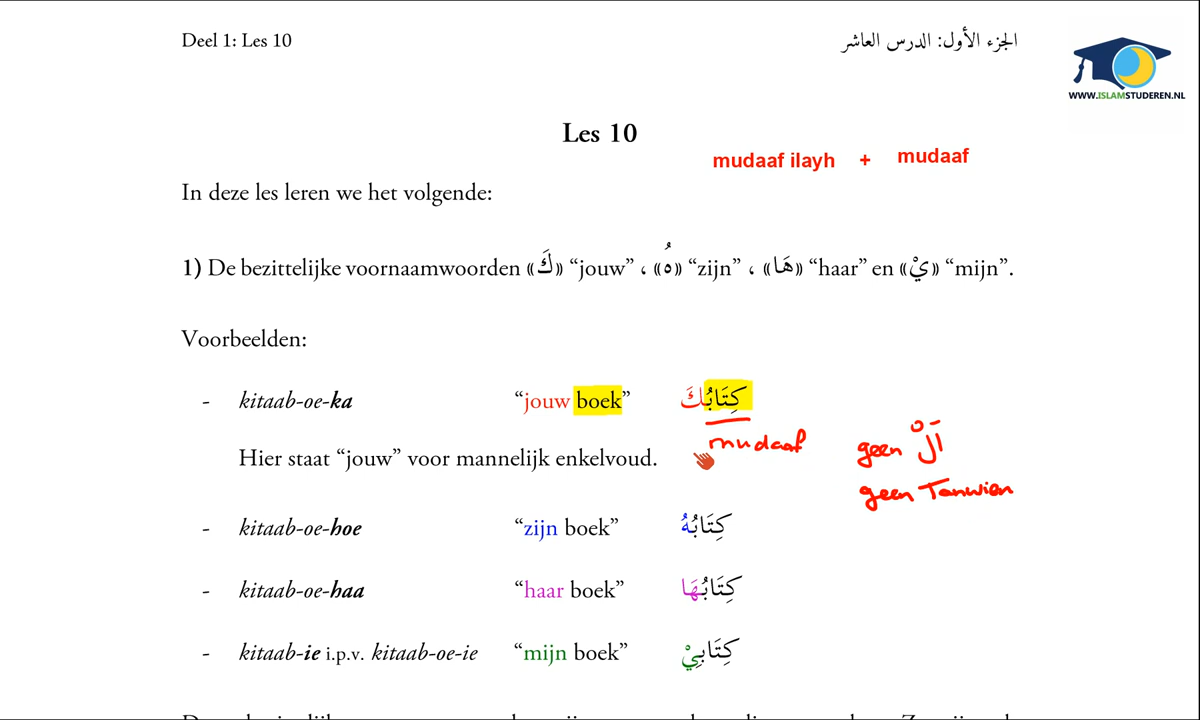 Deel 1: Les 10
الجزء الأول: الدرس العاشر
WWW.ISLAMSTUDEREN.NL
Les 10
mudaaf ilayh + mudaaf
In deze les leren we het volgende:
1) De bezittelijke voornaamwoorden «كَ» “jouw” ، «هُ» “zijn” ، «هَا» “haar” en «يْ» “mijn”.
Voorbeelden:
- kitaab-oe-ka “jouw boek” كِتَابُكَ
mudaaf
geen اَلْ
Hier staat “jouw” voor mannelijk enkelvoud.
geen Tanwien
- kitaab-oe-hoe “zijn boek” كِتَابُهُ
- kitaab-oe-haa “haar boek” كِتَابُهَا
- kitaab-ie i.p.v. kitaab-oe-ie “mijn boek” كِتَابِيْ